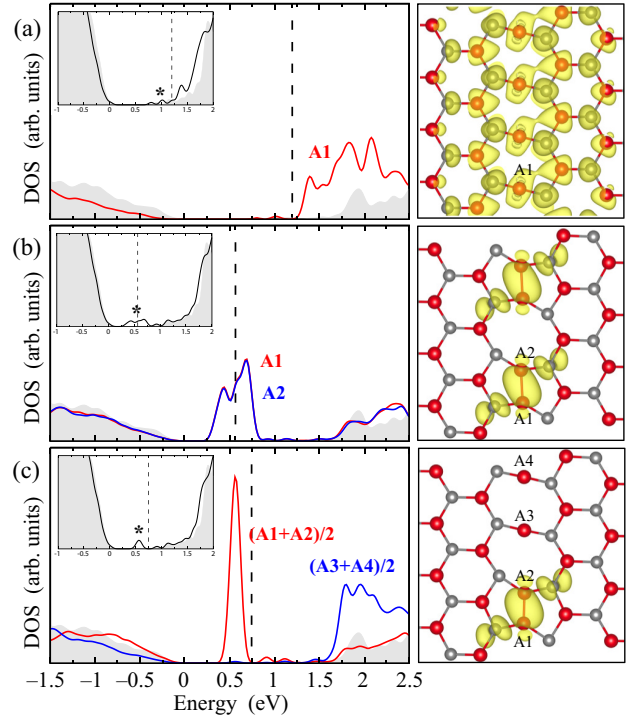 (a)
DOS (arb. units)
*
-1 -0.5 0 0.5 1 1.5 2
A1
A1
(b)
DOS (arb. units)
*
-1 -0.5 0 0.5 1 1.5 2
A1
A2
A2
A1
(c)
DOS (arb. units)
*
-1 -0.5 0 0.5 1 1.5 2
(A1+A2)/2
(A3+A4)/2
A4
A3
A2
A1
−1.5 −1 −0.5 0 0.5 1 1.5 2 2.5
Energy (eV)